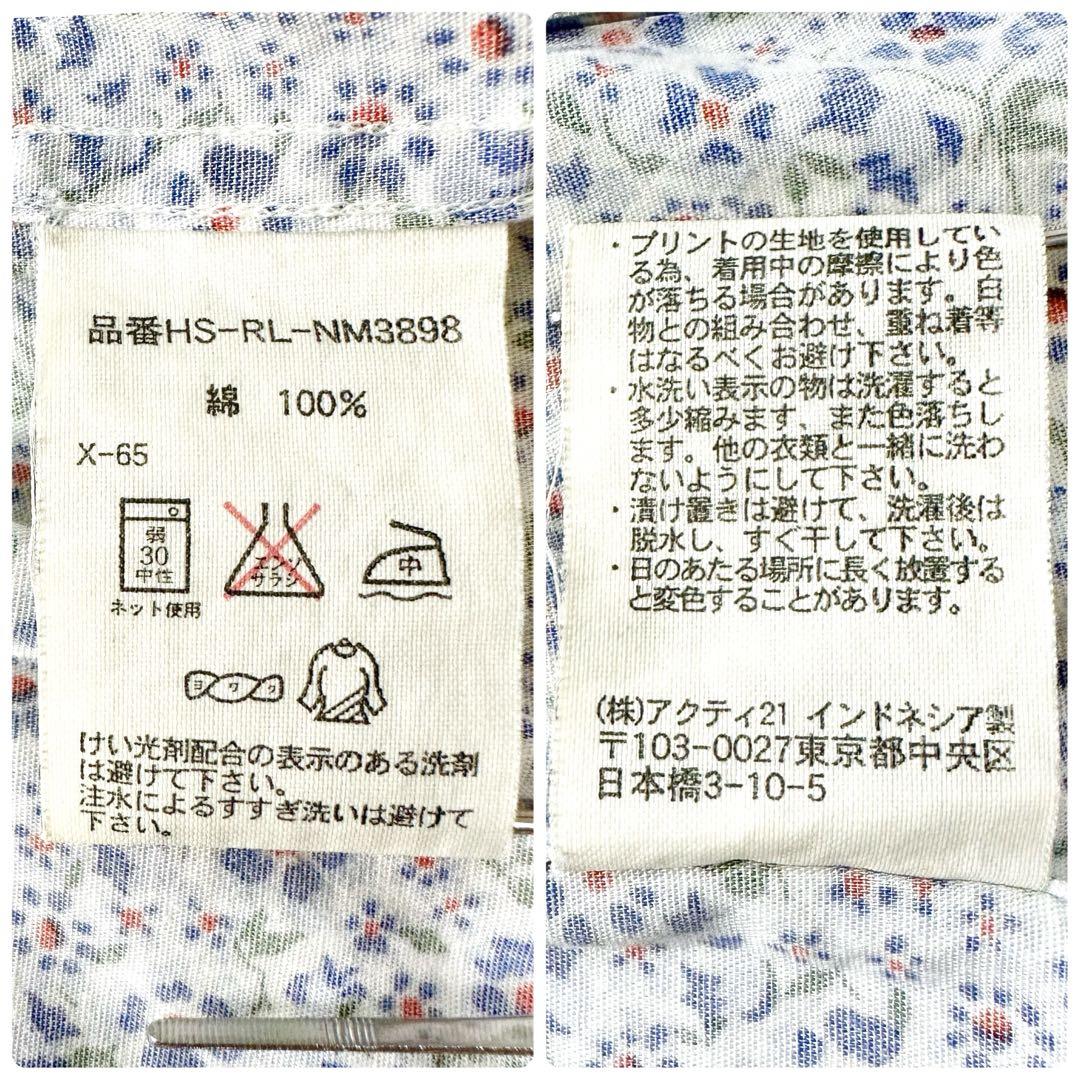 品番HS-RL-NM3898
綿 100%
X-65
弱
30
中性
ネット使用
エンソ
サラシ
中
ヨワク
けい光剤配合の表示のある洗剤
は避けて下さい。
注水によるすすぎ洗いは避けて
下さい。
・プリントの生地を使用してい
る為、着用中の摩擦により色
が落ちる場合があります。白
物との組み合わせ、重ね着等
はなるべくお避け下さい。
・水洗い表示の物は洗濯すると
多少縮みます、また色落ちし
ます。他の衣類と一緒に洗わ
ないようにして下さい。
・漬け置きは避けて、洗濯後は
脱水し、すぐ干して下さい。
・日のあたる場所に長く放置する
と変色することがあります。
(株)アクティ21 インドネシア製
〒103-0027東京都中央区
日本橋3-10-5